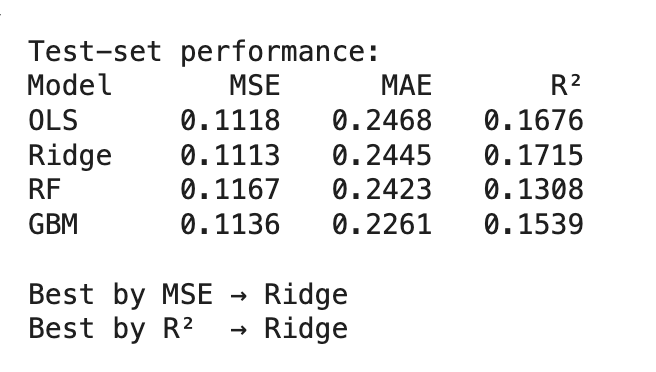 Test-set performance:
Model MSE MAE R²
OLS 0.1118 0.2468 0.1676
Ridge 0.1113 0.2445 0.1715
RF 0.1167 0.2423 0.1308
GBM 0.1136 0.2261 0.1539
Best by MSE → Ridge
Best by R² → Ridge